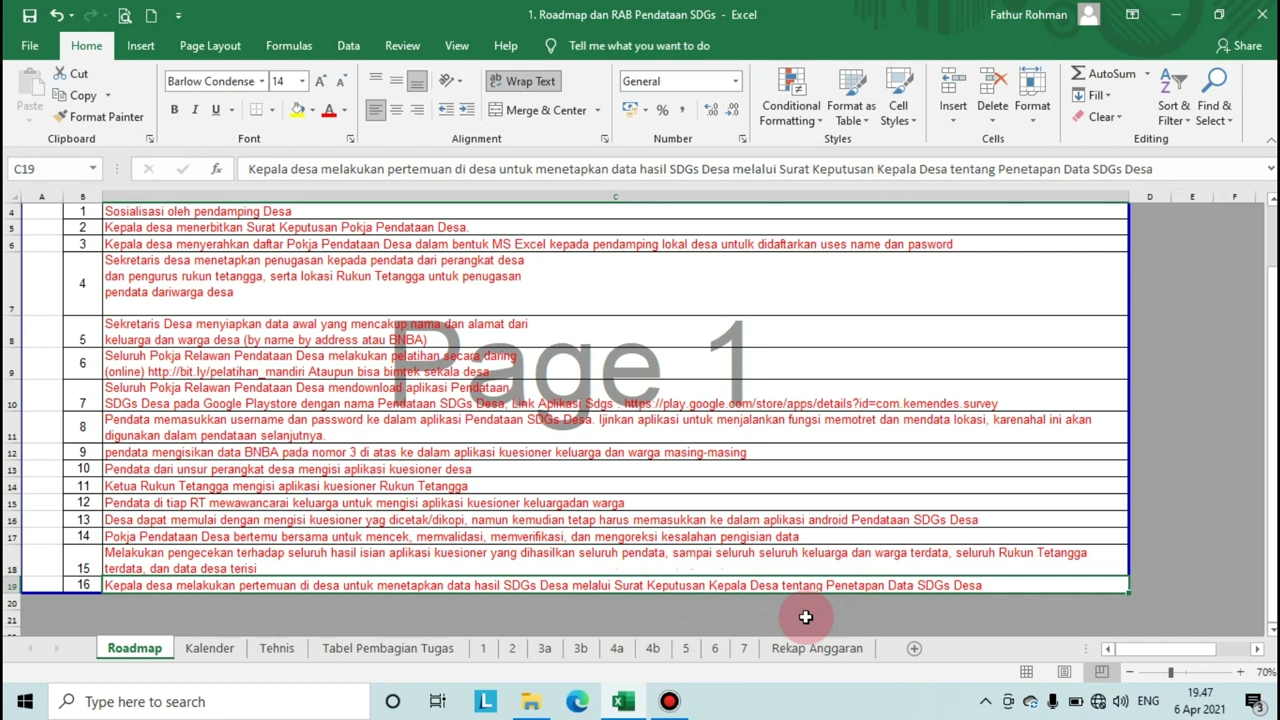 1. Roadmap dan RAB Pendataan SDGs - Excel
Fathur Rohman
File Home Insert Page Layout Formulas Data Review View Help Tell me what you want to do Share
Paste
Cut
Copy
Format Painter
Clipboard
Barlow Condense 14
B I U
Font
Wrap Text
Merge & Center
Alignment
General
Number
Conditional Formatting
Format as Table
Cell Styles
Styles
Insert Delete Format
Cells
AutoSum
Fill
Clear
Sort & Filter
Find & Select
Editing
C19
fx
Kepala desa melakukan pertemuan di desa untuk menetapkan data hasil SDGs Desa melalui Surat Keputusan Kepala Desa tentang Penetapan Data SDGs Desa
A B C D E F
4 1 Sosialisasi oleh pendamping Desa
5 2 Kepala desa menerbitkan Surat Keputusan Pokja Pendataan Desa.
6 3 Kepala desa menyerahkan daftar Pokja Pendataan Desa dalam bentuk MS Excel kepada pendamping lokal desa untulk didaftarkan uses name dan pasword
7 4 Sekretaris desa menetapkan penugasan kepada pendata dari perangkat desa
dan pengurus rukun tetangga, serta lokasi Rukun Tetangga untuk penugasan
pendata dariwarga desa
8 5 Sekretaris Desa menyiapkan data awal yang mencakup nama dan alamat dari
keluarga dan warga desa (by name by address atau BNBA)
9 6 Seluruh Pokja Relawan Pendataan Desa melakukan pelatihan secara daring
(online) http://bit.ly/pelatihan_mandiri Ataupun bisa bimtek sekala desa
10 7 Seluruh Pokja Relawan Pendataan Desa mendownload aplikasi Pendataan
SDGs Desa pada Google Playstore dengan nama Pendataan SDGs Desa, Link Aplikasi Sdgs : https://play.google.com/store/apps/details?id=com.kemendes.survey
11 8 Pendata memasukkan username dan password ke dalam aplikasi Pendataan SDGs Desa. Ijinkan aplikasi untuk menjalankan fungsi memotret dan mendata lokasi, karenahal ini akan
digunakan dalam pendataan selanjutnya.
12 9 pendata mengisikan data BNBA pada nomor 3 di atas ke dalam aplikasi kuesioner keluarga dan warga masing-masing
13 10 Pendata dari unsur perangkat desa mengisi aplikasi kuesioner desa
14 11 Ketua Rukun Tetangga mengisi aplikasi kuesioner Rukun Tetangga
15 12 Pendata di tiap RT mewawancarai keluarga untuk mengisi aplikasi kuesioner keluargadan warga
16 13 Desa dapat memulai dengan mengisi kuesioner yag dicetak/dikopi, namun kemudian tetap harus memasukkan ke dalam aplikasi android Pendataan SDGs Desa
17 14 Pokja Pendataan Desa bertemu bersama untuk mencek, memvalidasi, memverifikasi, dan mengoreksi kesalahan pengisian data
18 15 Melakukan pengecekan terhadap seluruh hasil isian aplikasi kuesioner yang dihasilkan seluruh pendata, sampai seluruh seluruh keluarga dan warga terdata, seluruh Rukun Tetangga
terdata, dan data desa terisi
19 16 Kepala desa melakukan pertemuan di desa untuk menetapkan data hasil SDGs Desa melalui Surat Keputusan Kepala Desa tentang Penetapan Data SDGs Desa
20
21
Page 1
Roadmap Kalender Tehnis Tabel Pembagian Tugas 1 2 3a 3b 4a 4b 5 6 7 Rekap Anggaran
70%
Type here to search
L
ENG
19.47
6 Apr 2021
3